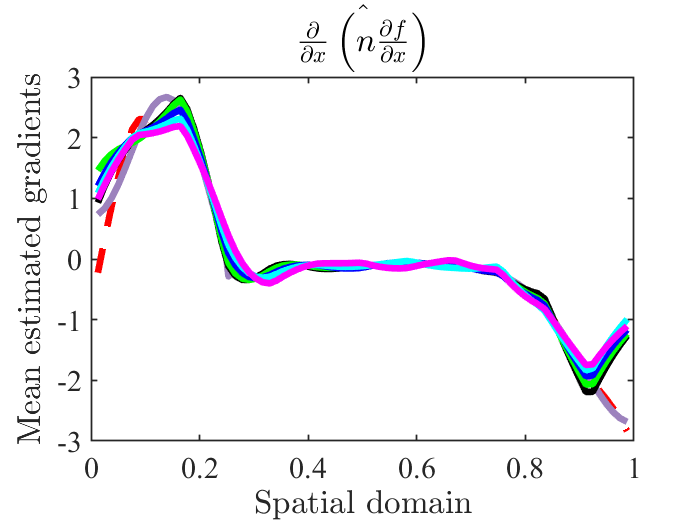 ∂/∂x (n̂ ∂f/∂x)
Mean estimated gradients
3
2
1
0
-1
-2
-3
0 0.2 0.4 0.6 0.8 1
Spatial domain